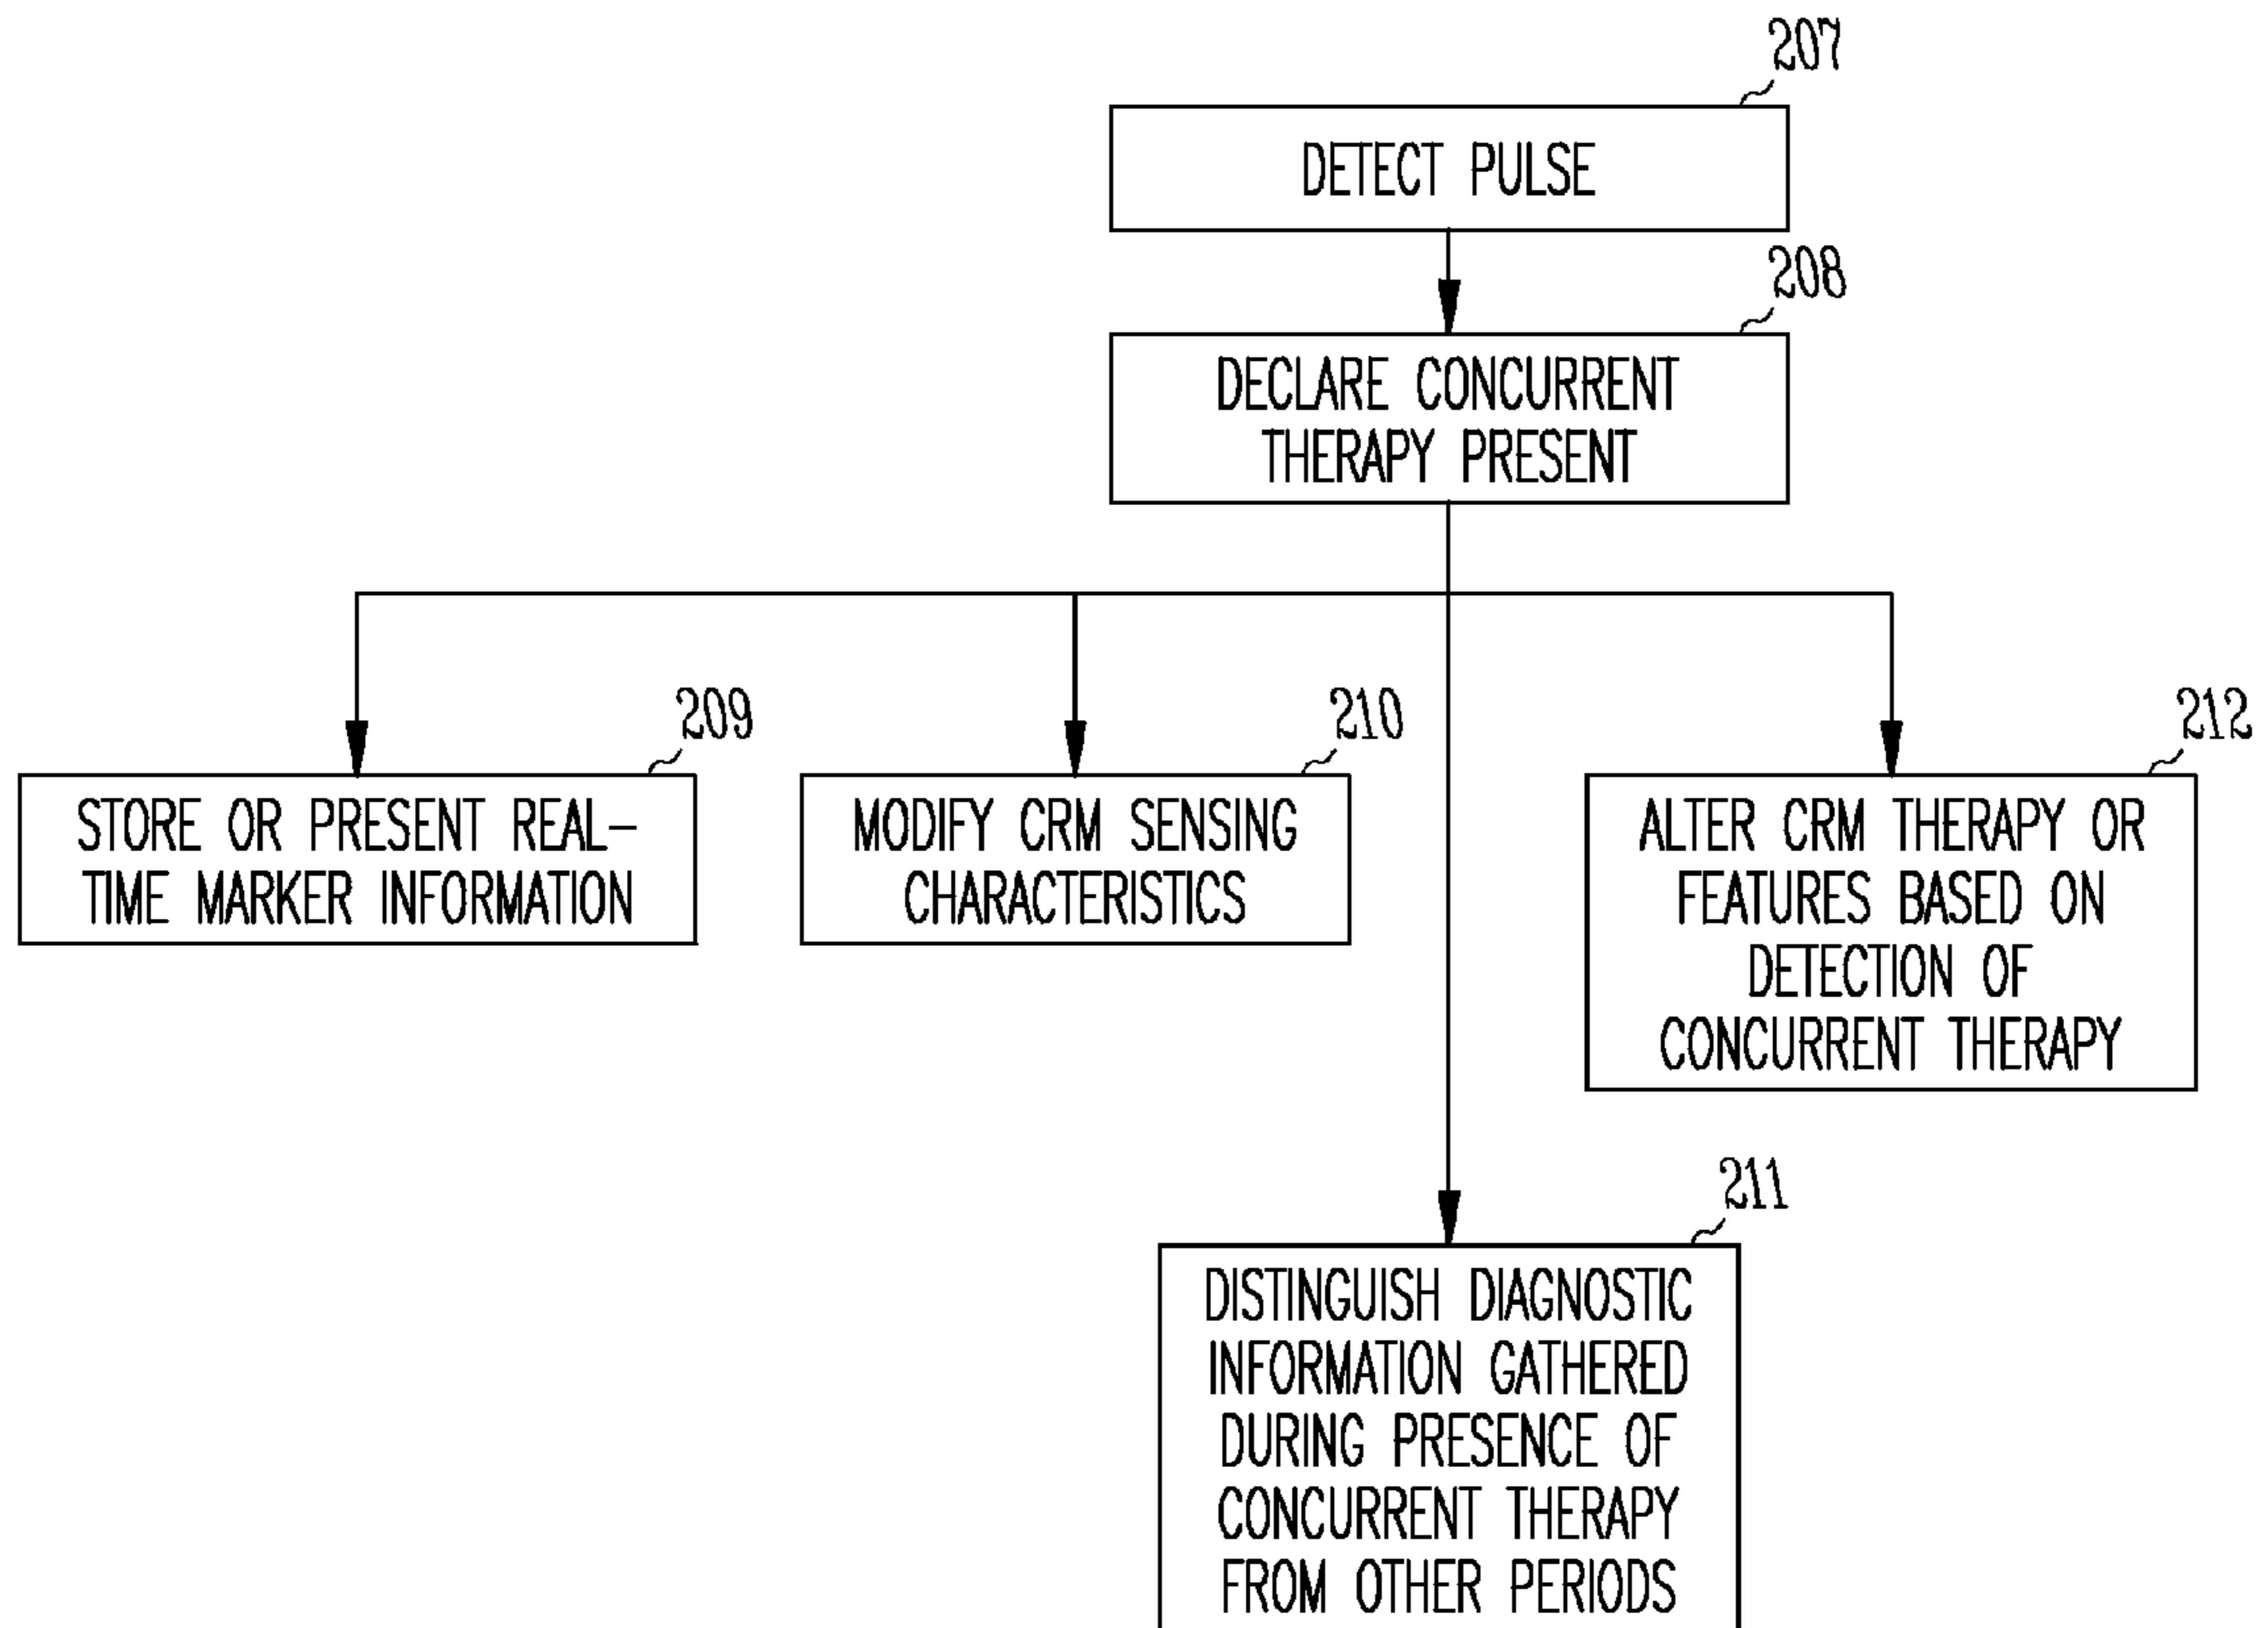 207
DETECT PULSE
208
DECLARE CONCURRENT
THERAPY PRESENT
209
STORE OR PRESENT REAL-
TIME MARKER INFORMATION
210
MODIFY CRM SENSING
CHARACTERISTICS
212
ALTER CRM THERAPY OR
FEATURES BASED ON
DETECTION OF
CONCURRENT THERAPY
211
DISTINGUISH DIAGNOSTIC
INFORMATION GATHERED
DURING PRESENCE OF
CONCURRENT THERAPY
FROM OTHER PERIODS